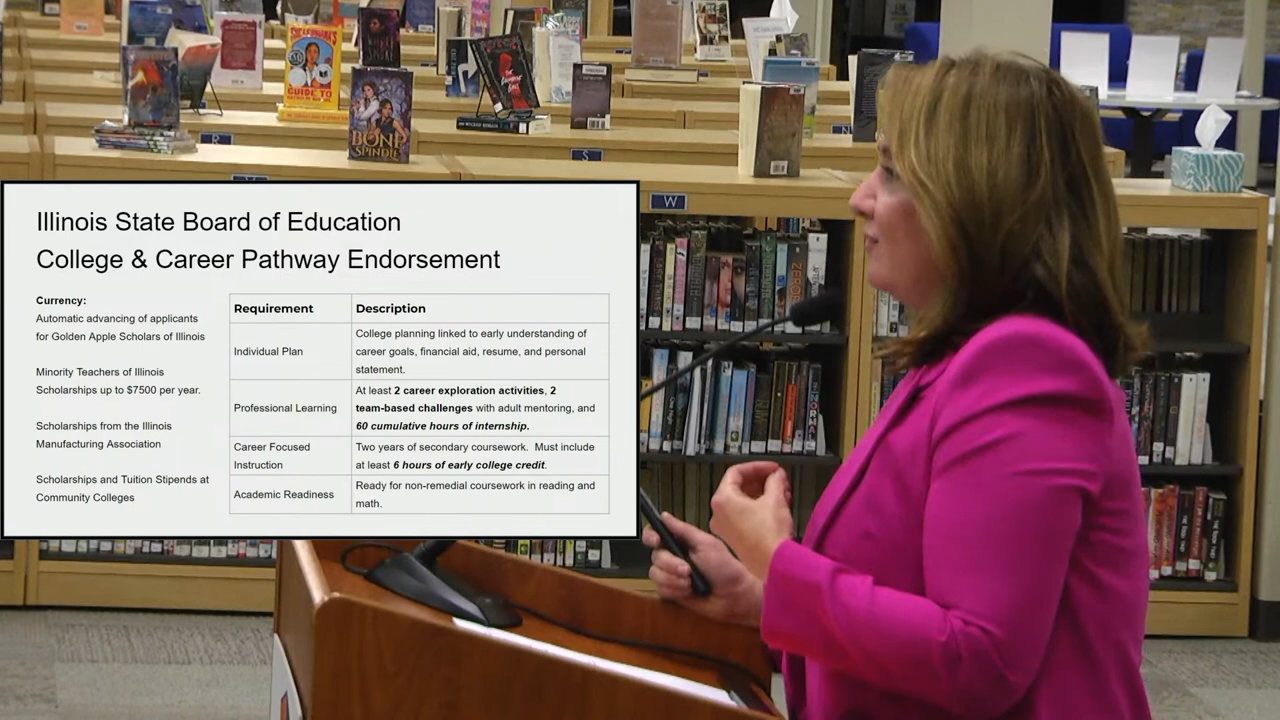 GUIDE TO
BONE
SPINDLE
R
S
N
W
ZEROES
Illinois State Board of Education
College & Career Pathway Endorsement
Currency:
Automatic advancing of applicants
for Golden Apple Scholars of Illinois
Minority Teachers of Illinois
Scholarships up to $7500 per year.
Scholarships from the Illinois
Manufacturing Association
Scholarships and Tuition Stipends at
Community Colleges
Requirement Description
Individual Plan
College planning linked to early understanding of
career goals, financial aid, resume, and personal
statement.
Professional Learning
At least 2 career exploration activities, 2
team-based challenges with adult mentoring, and
60 cumulative hours of internship.
Career Focused
Instruction
Two years of secondary coursework. Must include
at least 6 hours of early college credit.
Academic Readiness
Ready for non-remedial coursework in reading and
math.